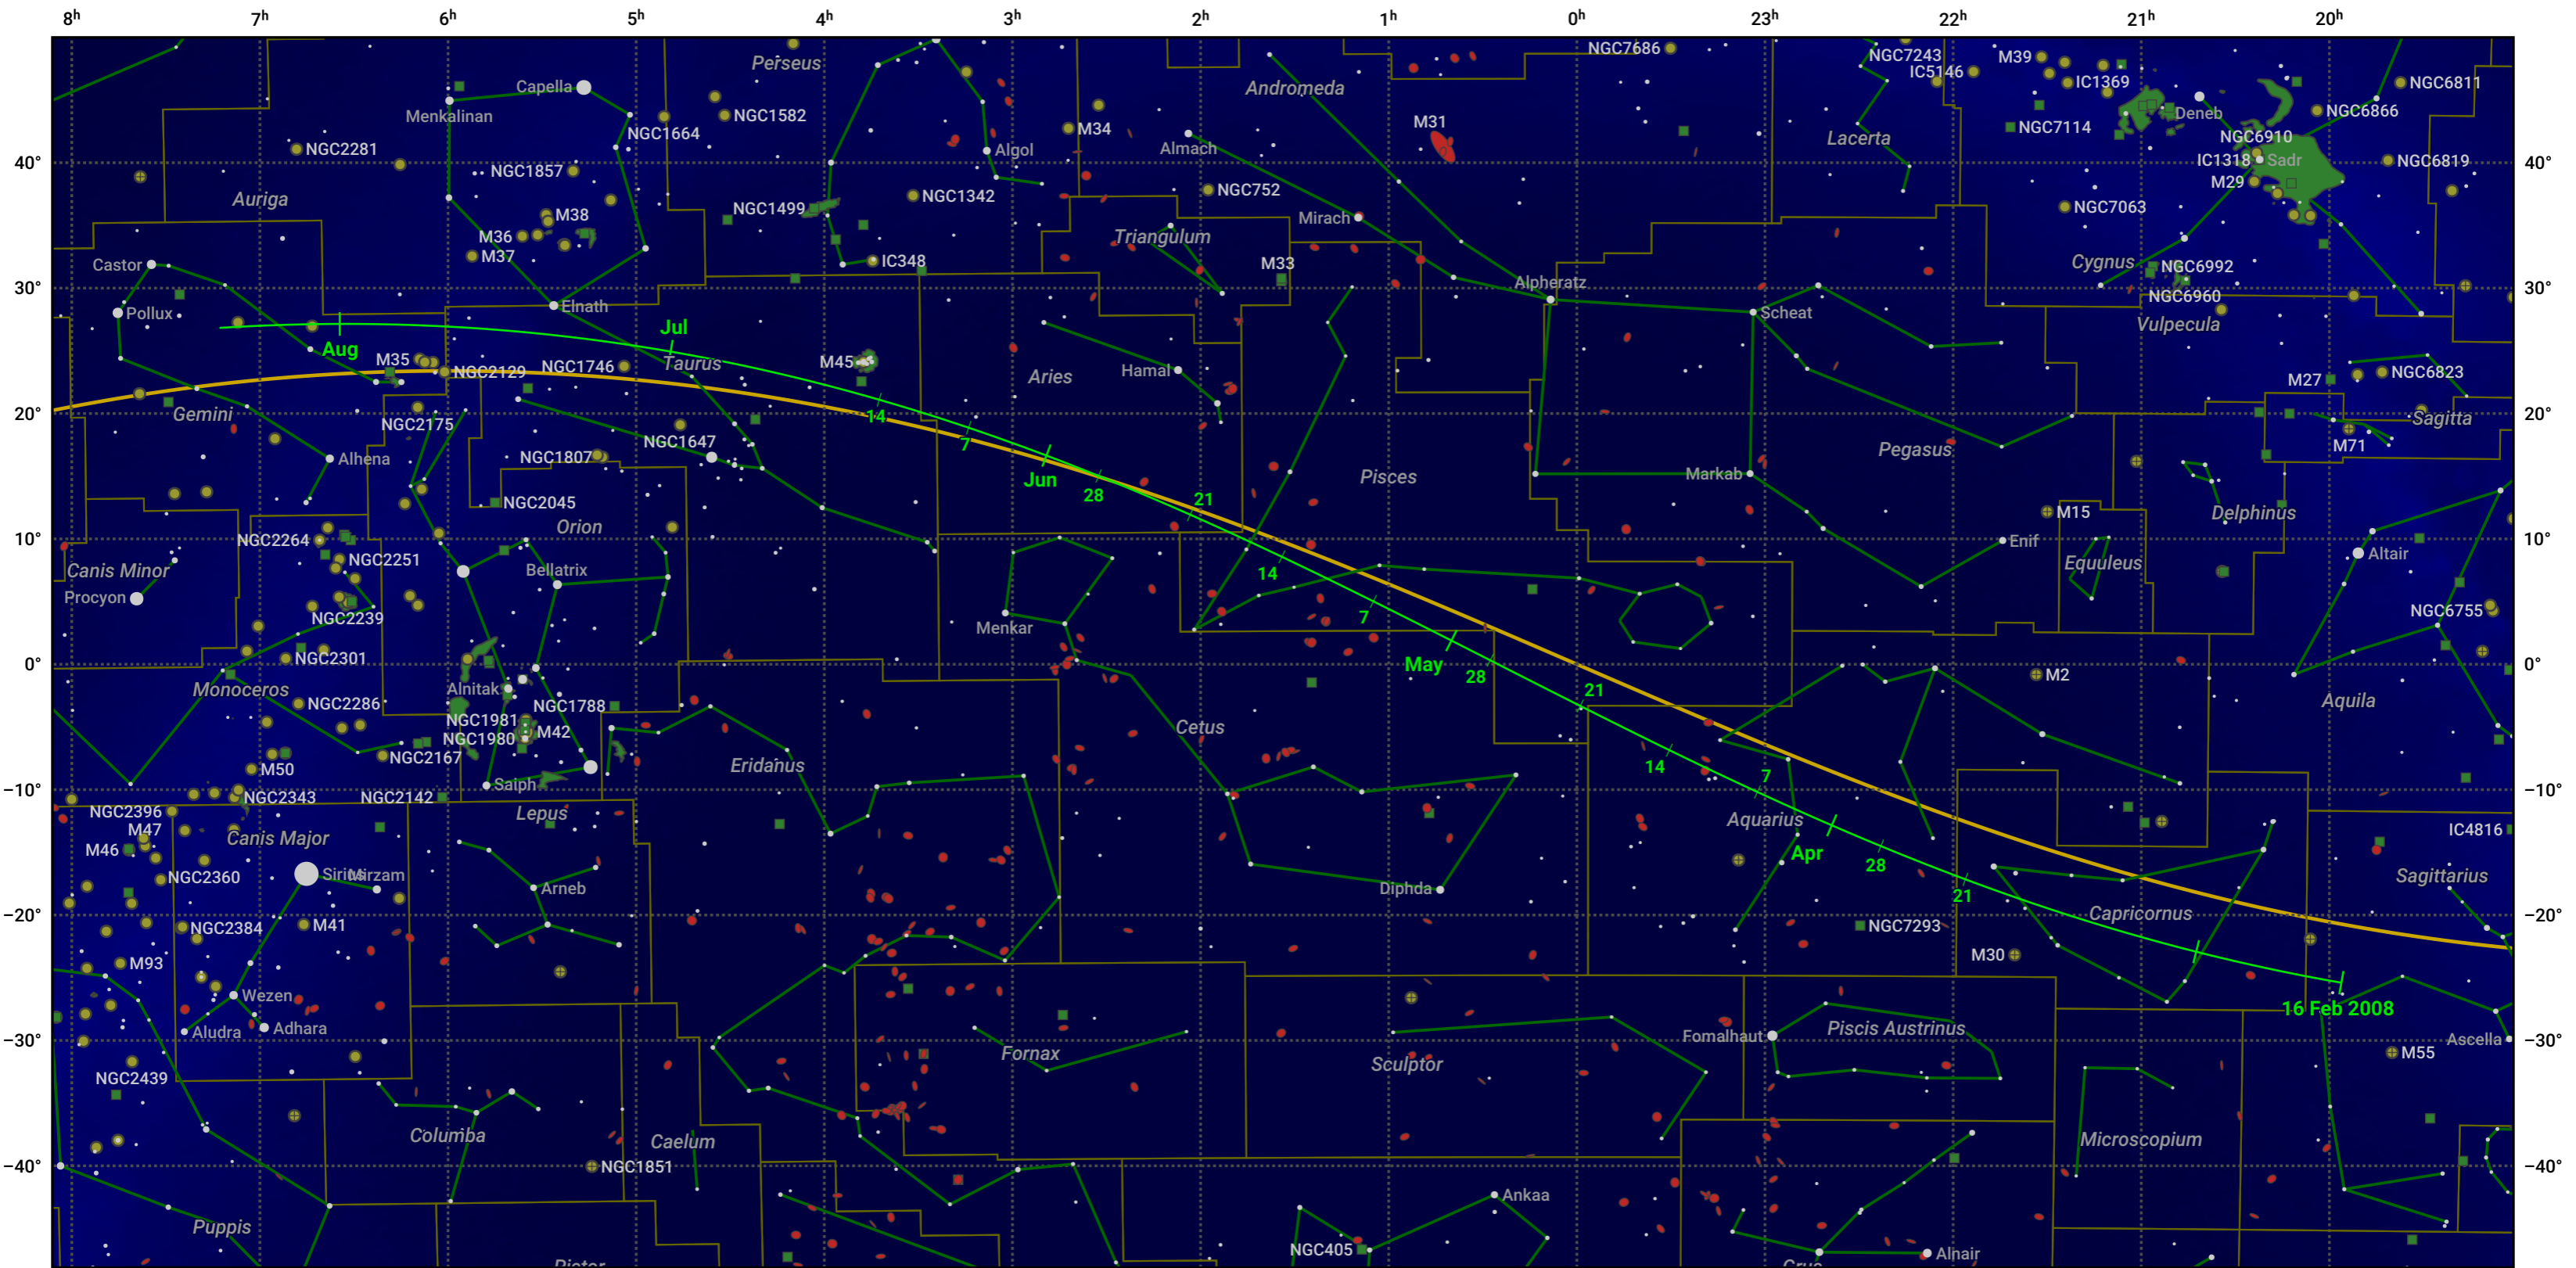 8h 7h 6h 5h 4h 3h 2h 1h 0h 23h 22h 21h 20h
Perseus
NGC7686
NGC7243
M39
Capella
Andromeda
IC5146
IC1369
NGC6811
Menkalinan
NGC1664
NGC1582
M34
M31
NGC7114
Deneb
NGC6866
NGC2281
Algol
Almach
Lacerta
NGC6910
40°
IC1318
Sadr
NGC6819
40°
NGC1857
M29
Auriga
NGC1499
NGC1342
NGC752
NGC7063
M38
Mirach
M36
Triangulum
M37
Castor
IC348
M33
Cygnus
NGC6992
30°
Alpheratz
NGC6960
30°
Pollux
Elnath
Scheat
Vulpecula
Jul
Aug
M35
NGC2129
NGC1746
Taurus
M45
Aries
Hamal
M27
NGC6823
20°
Gemini
NGC2175
14
Sagitta
20°
NGC1647
7
M71
Alhena
NGC1807
Jun
Pisces
Markab
Pegasus
NGC2045
28
21
M15
Delphinus
Orion
10°
NGC2264
Enif
10°
NGC2251
Canis Minor
Bellatrix
14
Equuleus
Altair
Procyon
NGC2239
Menkar
7
NGC6755
0°
NGC2301
May
0°
Monoceros
Alnitak
28
21
M2
NGC2286
NGC1788
Aquila
NGC1981
M42
Cetus
NGC1980
NGC2167
M50
Eridanus
14
7
−10°
NGC2343
NGC2142
−10°
NGC2396
Lepus
Aquarius
M47
Canis Major
IC4816
M46
Apr
NGC2360
Sirius
Mirzam
Arneb
Diphda
28
Sagittarius
21
−20°
NGC2384
M41
NGC7293
Capricornus
−20°
M93
M30
Wezen
16 Feb 2008
Aludra
Adhara
Fomalhaut
Piscis Austrinus
−30°
Fornax
Sculptor
M55
Ascella
−30°
NGC2439
Columba
Caelum
Microscopium
−40°
NGC1851
−40°
Ankaa
Puppis
NGC405
Alnair